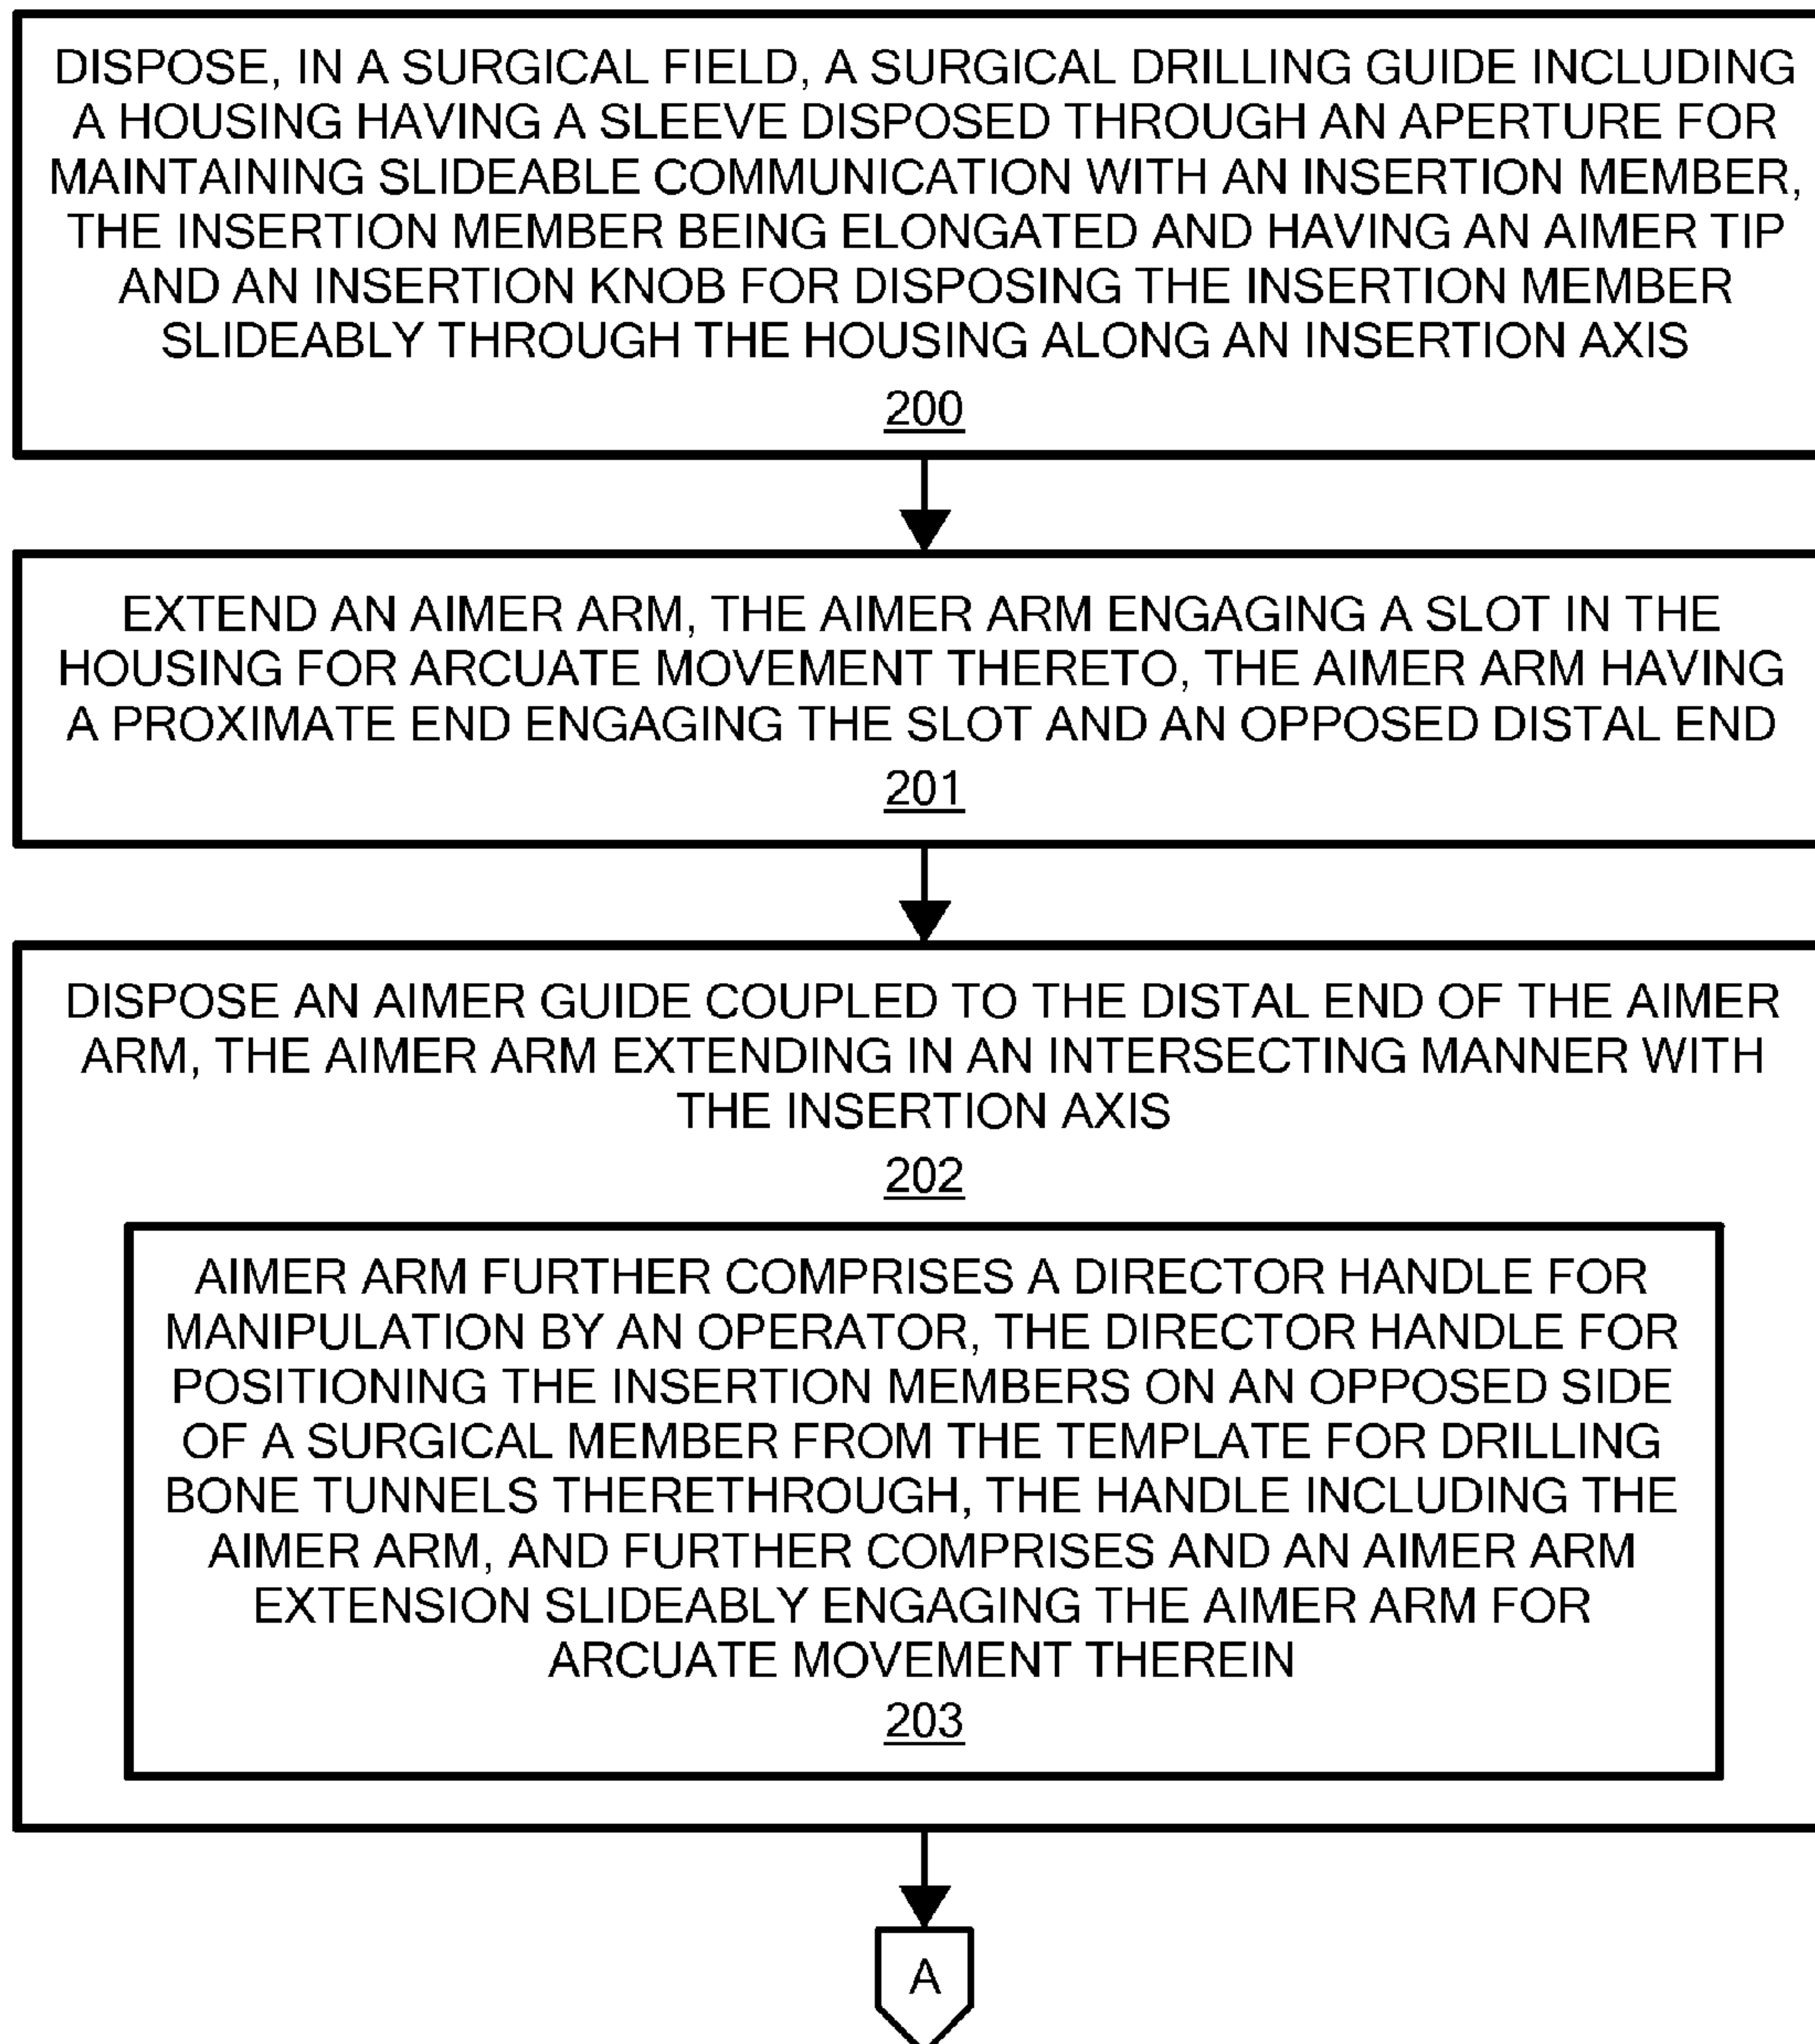 DISPOSE, IN A SURGICAL FIELD, A SURGICAL DRILLING GUIDE INCLUDING
A HOUSING HAVING A SLEEVE DISPOSED THROUGH AN APERTURE FOR
MAINTAINING SLIDEABLE COMMUNICATION WITH AN INSERTION MEMBER,
THE INSERTION MEMBER BEING ELONGATED AND HAVING AN AIMER TIP
AND AN INSERTION KNOB FOR DISPOSING THE INSERTION MEMBER
SLIDEABLY THROUGH THE HOUSING ALONG AN INSERTION AXIS
200
EXTEND AN AIMER ARM, THE AIMER ARM ENGAGING A SLOT IN THE
HOUSING FOR ARCUATE MOVEMENT THERETO, THE AIMER ARM HAVING
A PROXIMATE END ENGAGING THE SLOT AND AN OPPOSED DISTAL END
201
DISPOSE AN AIMER GUIDE COUPLED TO THE DISTAL END OF THE AIMER
ARM, THE AIMER ARM EXTENDING IN AN INTERSECTING MANNER WITH
THE INSERTION AXIS
202
AIMER ARM FURTHER COMPRISES A DIRECTOR HANDLE FOR
MANIPULATION BY AN OPERATOR, THE DIRECTOR HANDLE FOR
POSITIONING THE INSERTION MEMBERS ON AN OPPOSED SIDE
OF A SURGICAL MEMBER FROM THE TEMPLATE FOR DRILLING
BONE TUNNELS THERETHROUGH, THE HANDLE INCLUDING THE
AIMER ARM, AND FURTHER COMPRISES AND AN AIMER ARM
EXTENSION SLIDEABLY ENGAGING THE AIMER ARM FOR
ARCUATE MOVEMENT THEREIN
203
A